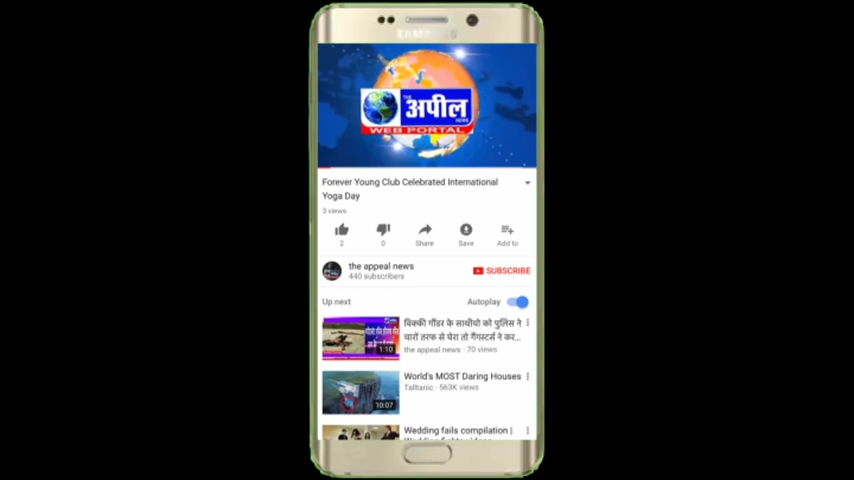 SAMSUNG
THE
अपील
NEWS
WEB PORTAL
Forever Young Club Celebrated International
Yoga Day
3 views
2
0
Share
Save
Add to
the appeal news
440 subscribers
SUBSCRIBE
Up next
Autoplay
विक्की गौंडर के साथीयो को पुलिस ने
चारों तरफ से घेरा तो गैंगस्टर्स ने कर...
the appeal news · 70 views
1:10
World's MOST Daring Houses
Talltanic · 563K views
10:07
Wedding fails compilation |